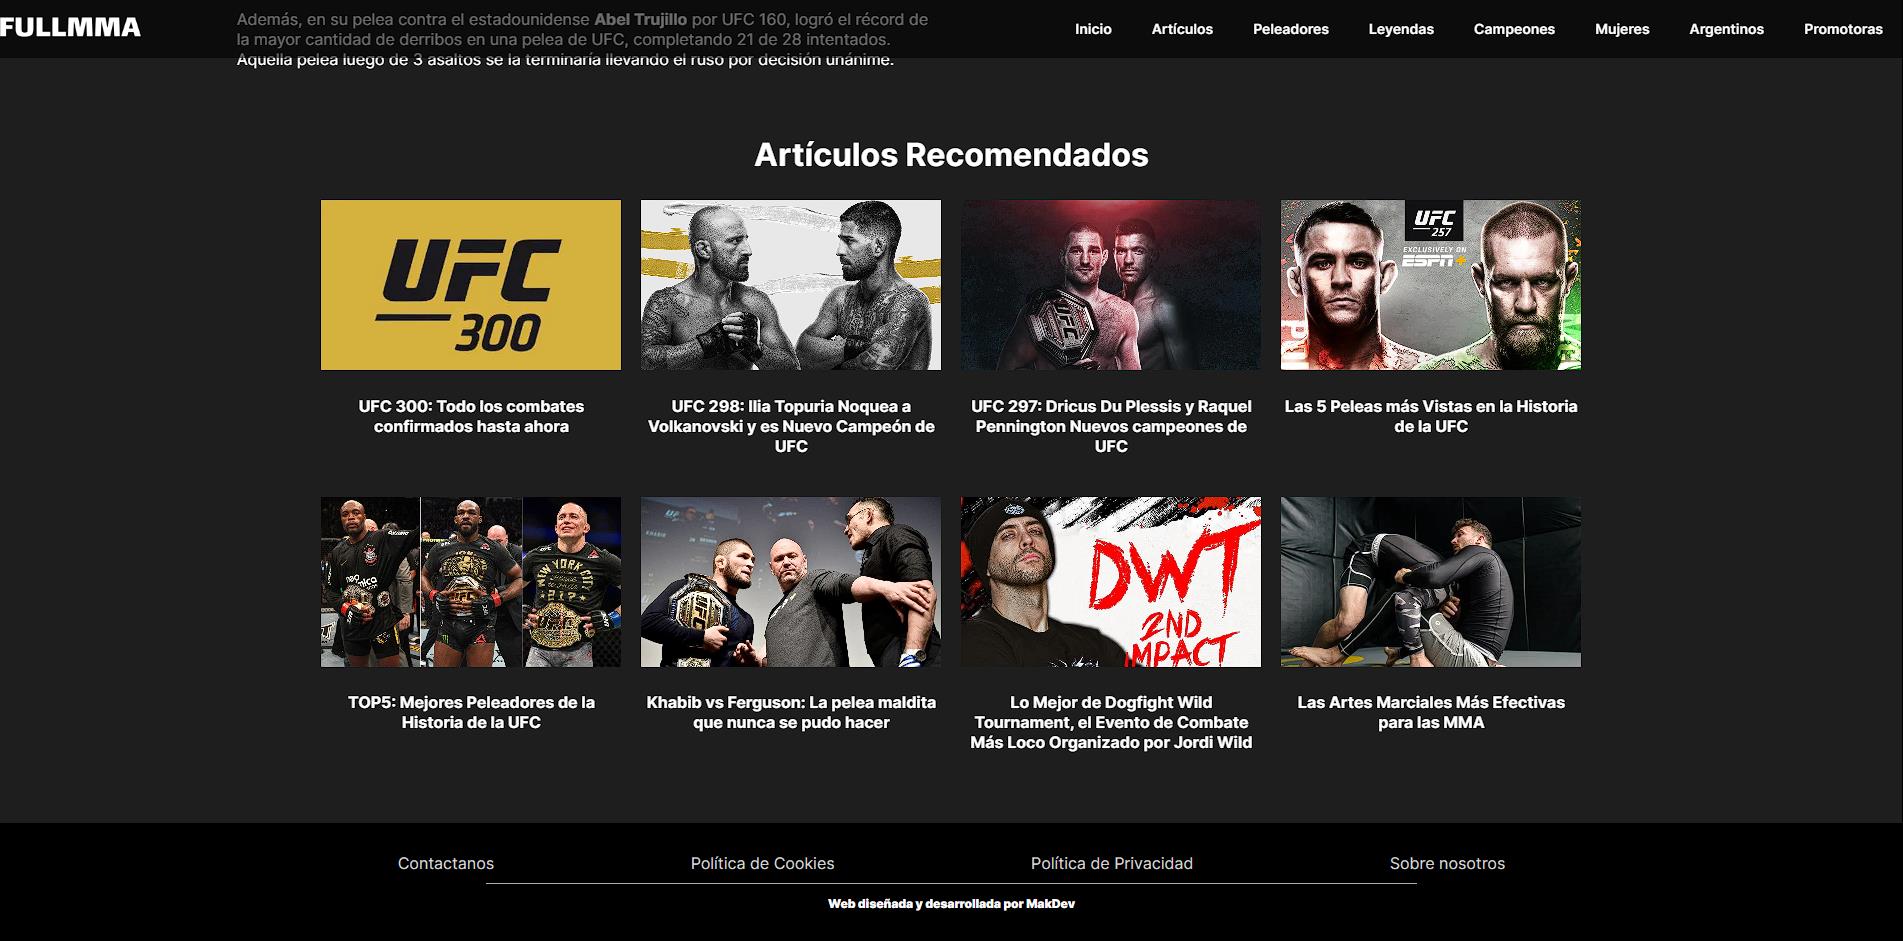 FULLMMA
Inicio Artículos Peleadores Leyendas Campeones Mujeres Argentinos Promotoras
Además, en su pelea contra el estadounidense Abel Trujillo por UFC 160, logró el récord de
la mayor cantidad de derribos en una pelea de UFC, completando 21 de 28 intentados.
Aquella pelea luego de 3 asaltos se la terminaría llevando el ruso por decisión unánime.
Artículos Recomendados
UFC
300
UFC
UFC
257
EXCLUSIVELY ON
ESPN+
UFC 300: Todo los combates
confirmados hasta ahora
UFC 298: Ilia Topuria Noquea a
Volkanovski y es Nuevo Campeón de
UFC
UFC 297: Dricus Du Plessis y Raquel
Pennington Nuevos campeones de
UFC
Las 5 Peleas más Vistas en la Historia
de la UFC
NEW YORK CITY
217
UFC
UFC
DWT
2ND
IMPACT
TOP5: Mejores Peleadores de la
Historia de la UFC
Khabib vs Ferguson: La pelea maldita
que nunca se pudo hacer
Lo Mejor de Dogfight Wild
Tournament, el Evento de Combate
Más Loco Organizado por Jordi Wild
Las Artes Marciales Más Efectivas
para las MMA
Contactanos Política de Cookies Política de Privacidad Sobre nosotros
Web diseñada y desarrollada por MakDev